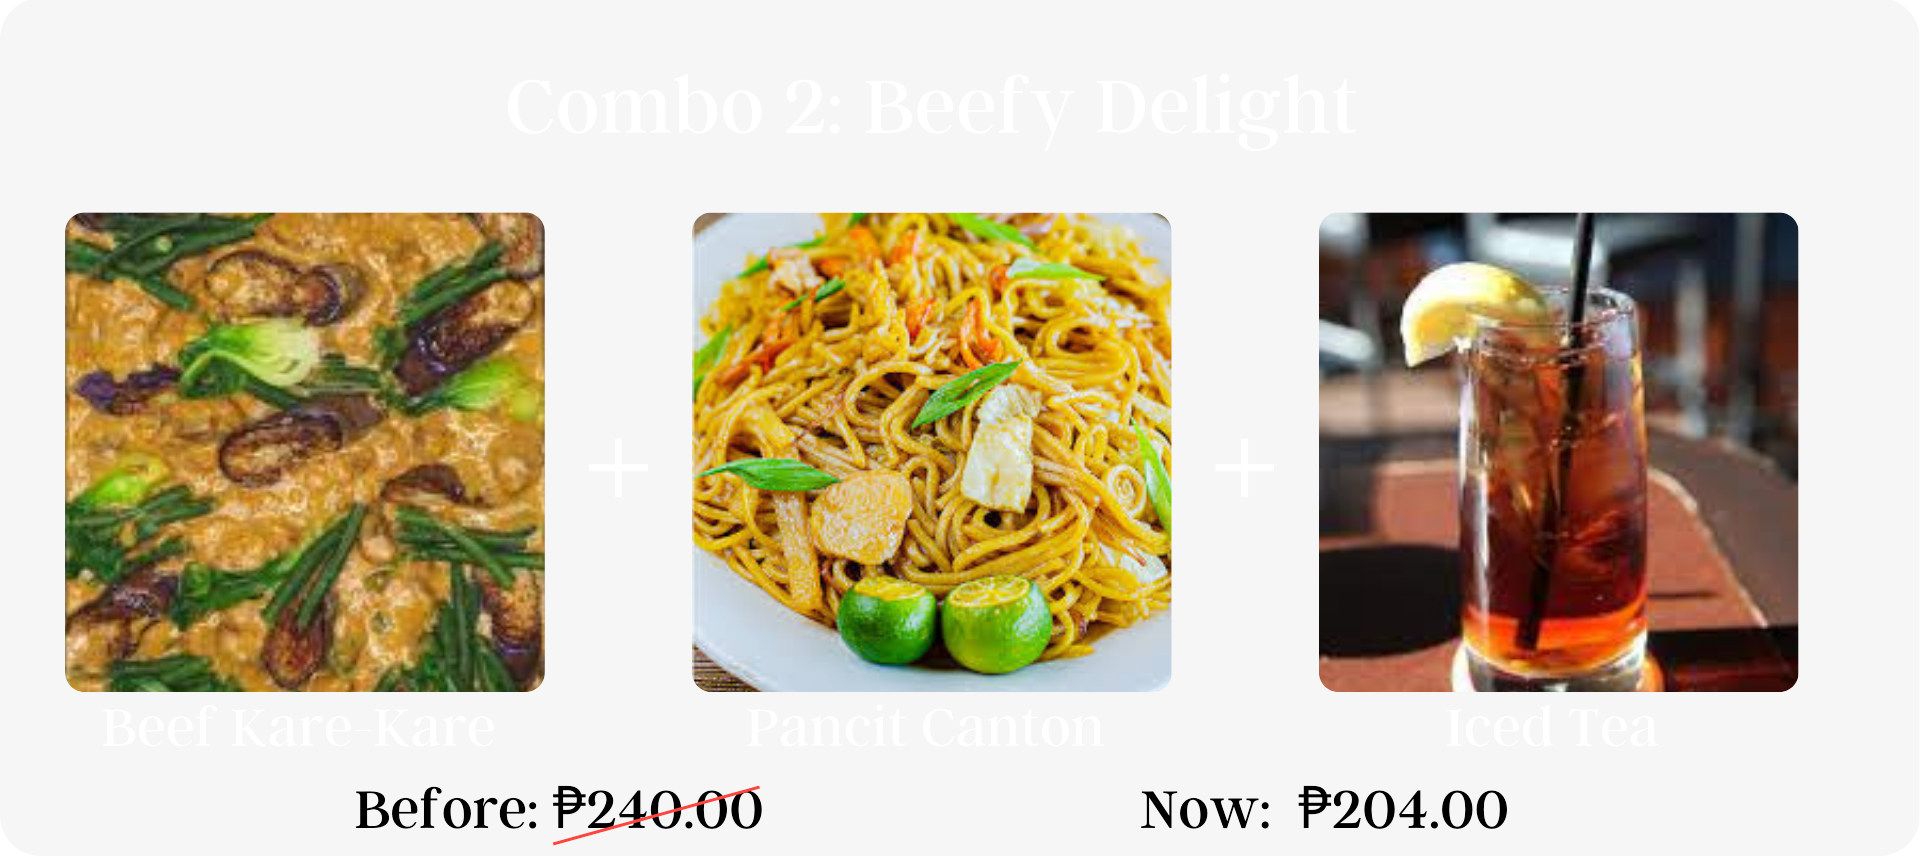 Combo 2: Beefy Delight
+ +
Beef Kare-Kare Pancit Canton Iced Tea
Before: ₱240.00 Now: ₱204.00